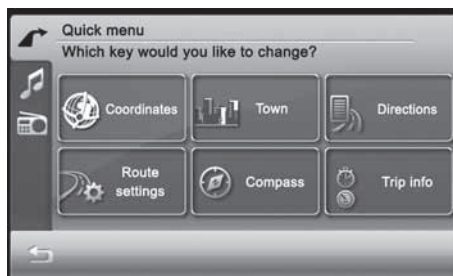 Quick menu
Which key would you like to change?
Coordinates
Town
Directions
Route
settings
Compass
Trip info